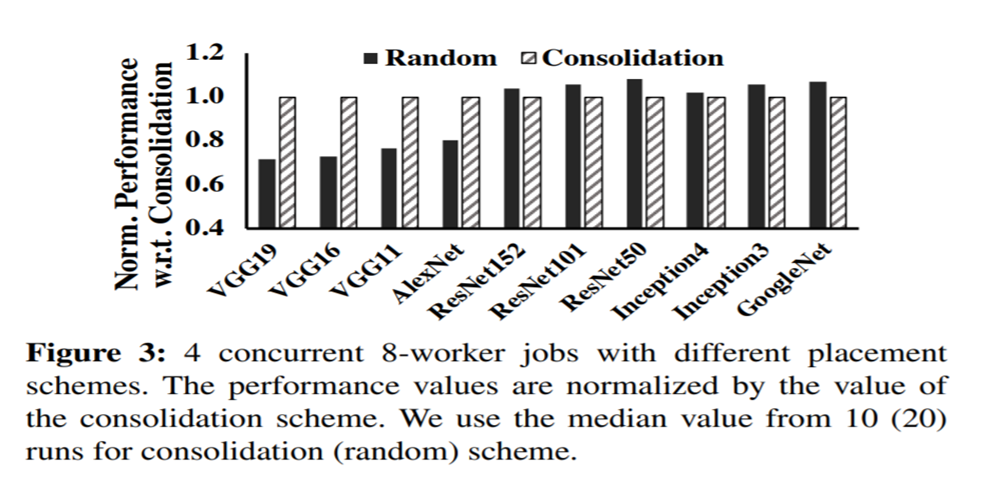 Norm. Performance
w.r.t. Consolidation
1.2
1.0
0.8
0.6
0.4
Random Consolidation
VGG19 VGG16 VGG11 AlexNet ResNet152 ResNet101 ResNet50 Inception4 Inception3 GoogleNet
Figure 3: 4 concurrent 8-worker jobs with different placement
schemes. The performance values are normalized by the value of
the consolidation scheme. We use the median value from 10 (20)
runs for consolidation (random) scheme.